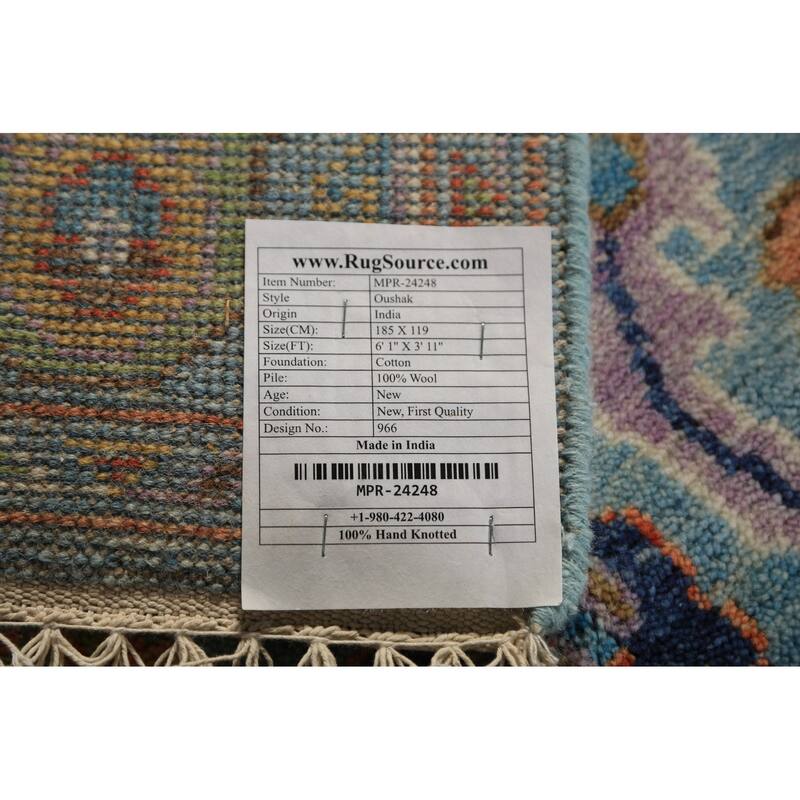 www.RugSource.com
Item Number: MPR-24248
Style Oushak
Origin India
Size(CM): 185 X 119
Size(FT): 6' 1" X 3' 11"
Foundation: Cotton
Pile: 100% Wool
Age: New
Condition: New, First Quality
Design No.: 966
Made in India
MPR-24248
+1-980-422-4080
100% Hand Knotted